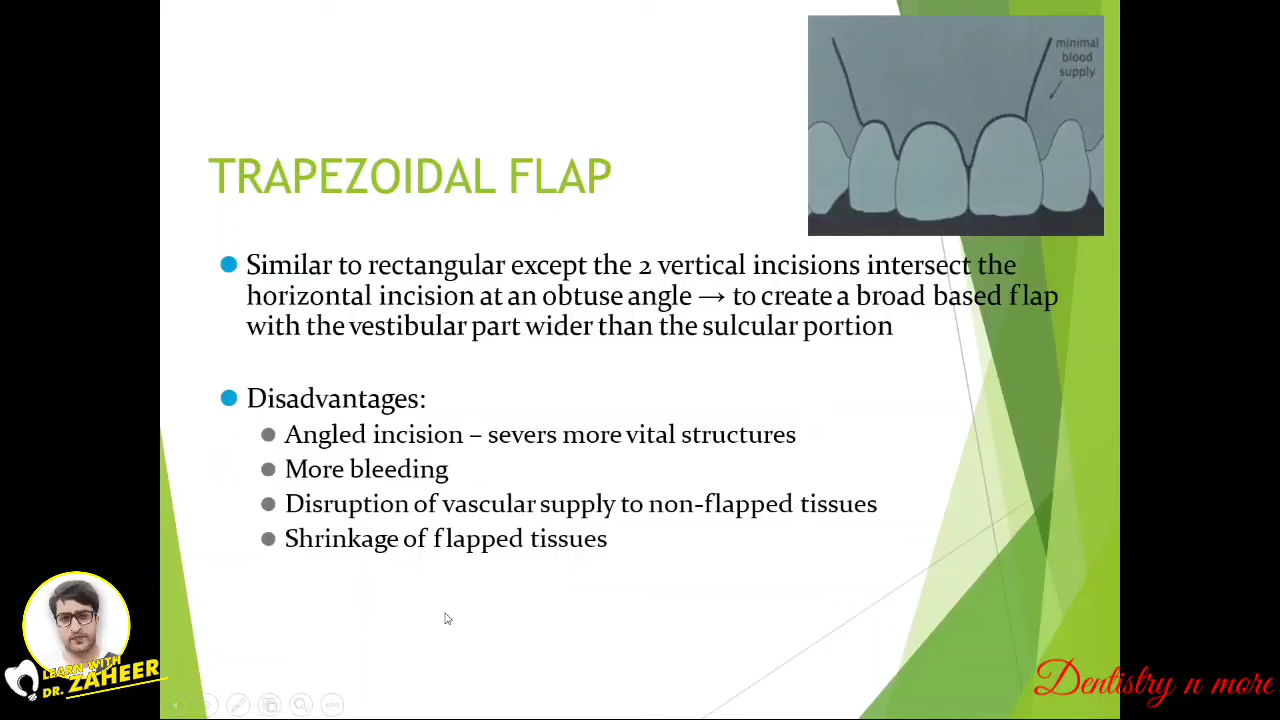 minimal
blood
supply
TRAPEZOIDAL FLAP
Similar to rectangular except the 2 vertical incisions intersect the
horizontal incision at an obtuse angle → to create a broad based flap
with the vestibular part wider than the sulcular portion
Disadvantages:
Angled incision – severs more vital structures
More bleeding
Disruption of vascular supply to non-flapped tissues
Shrinkage of flapped tissues
LEARN WITH
DR. ZAHEER
Dentistry n more